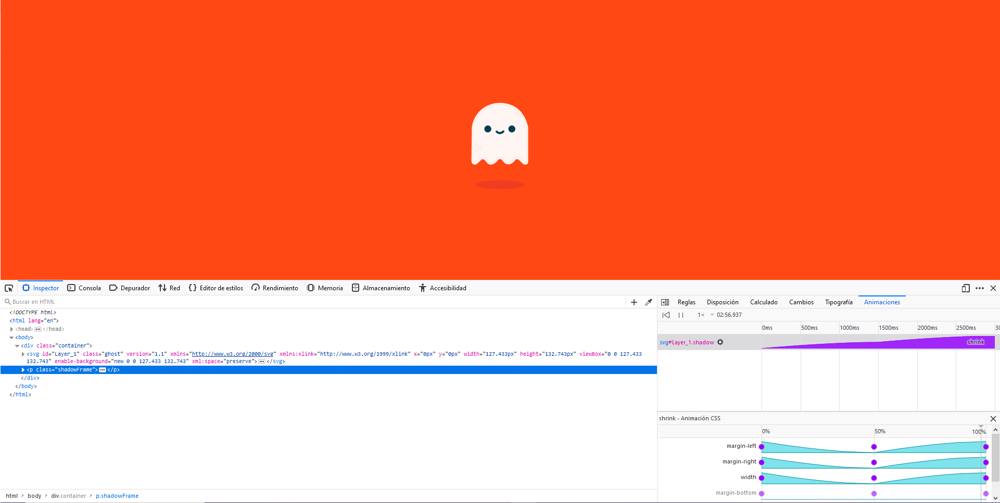 Inspector Consola Depurador Red Editor de estilos Rendimiento Memoria Almacenamiento Accesibilidad
Buscar en HTML
<!DOCTYPE html>
<html lang="en">
<head> ••• </head>
<body>
<div class="container">
<svg id="Layer_1" class="ghost" version="1.1" xmlns="http://www.w3.org/2000/svg" xmlns:xlink="http://www.w3.org/1999/xlink" x="0px" y="0px" width="127.433px" height="132.743px" viewBox="0 0 127.433
132.743" enable-background="new 0 0 127.433 132.743" xml:space="preserve"> ••• </svg>
<p class="shadowFrame"> ••• </p>
</div>
</body>
</html>
html > body > div.container > p.shadowFrame
Reglas Disposición Calculado Cambios Tipografía Animaciones
1× 02:56.937
0ms 500ms 1000ms 1500ms 2000ms 2500ms 30
svg#Layer_1.shadow shrink
shrink - Animación CSS
0% 50% 100%
margin-left
margin-right
width
margin-bottom